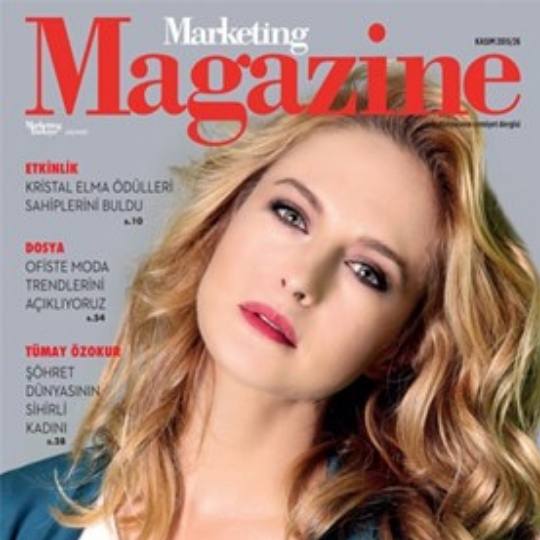 Marketing
Magazine
KASIM 2015/26
ETKİNLİK
KRİSTAL ELMA ÖDÜLLERİ
SAHİPLERİNİ BULDU
s.10
DOSYA
OFİSTE MODA
TRENDLERİNİ
AÇIKLIYORUZ
s.54
TÜMAY ÖZOKUR
ŞÖHRET
DÜNYASININ
SİHİRLİ
KADINI
s.38